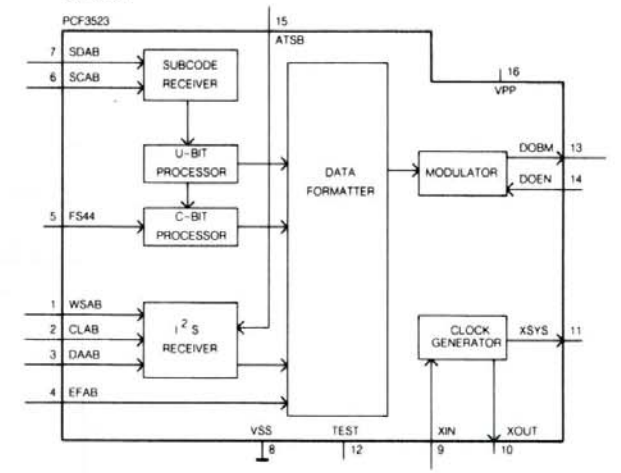 PCF3523
15
ATSB
7 SDAB
6 SCAB
SUBCODE
RECEIVER
16
VPP
U-BIT
PROCESSOR
DATA
FORMATTER
MODULATOR
DOBM 13
DOEN 14
5 FS44
C-BIT
PROCESSOR
1 WSAB
2 CLAB
3 DAAB
I²S
RECEIVER
CLOCK
GENERATOR
XSYS 11
4 EFAB
VSS
8
TEST
12
XIN
9
XOUT
10